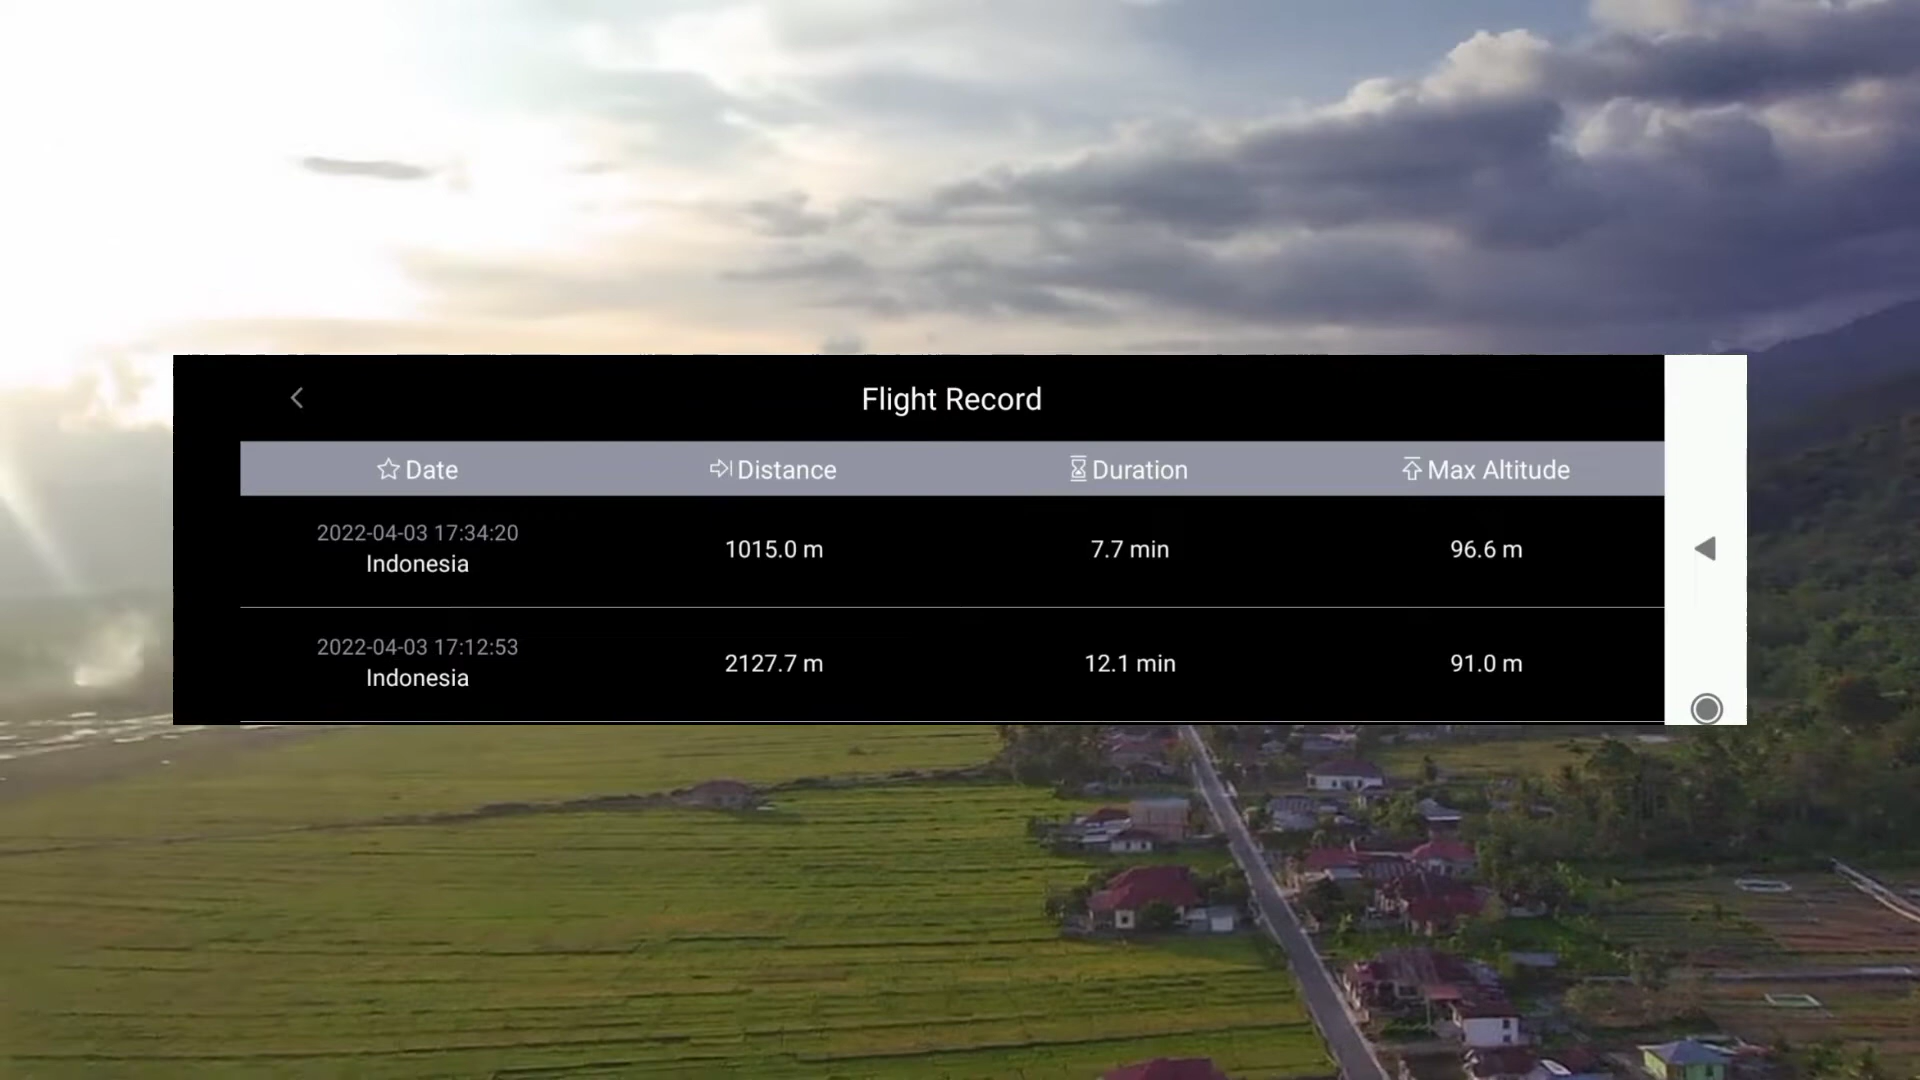 Flight Record
Date Distance Duration Max Altitude
2022-04-03 17:34:20
Indonesia
1015.0 m 7.7 min 96.6 m
2022-04-03 17:12:53
Indonesia
2127.7 m 12.1 min 91.0 m